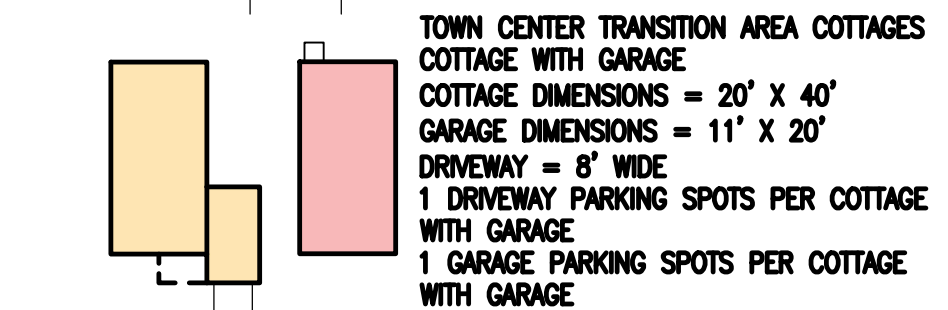 TOWN CENTER TRANSITION AREA COTTAGES
COTTAGE WITH GARAGE
COTTAGE DIMENSIONS = 20' X 40'
GARAGE DIMENSIONS = 11' X 20'
DRIVEWAY = 8' WIDE
1 DRIVEWAY PARKING SPOTS PER COTTAGE
WITH GARAGE
1 GARAGE PARKING SPOTS PER COTTAGE
WITH GARAGE